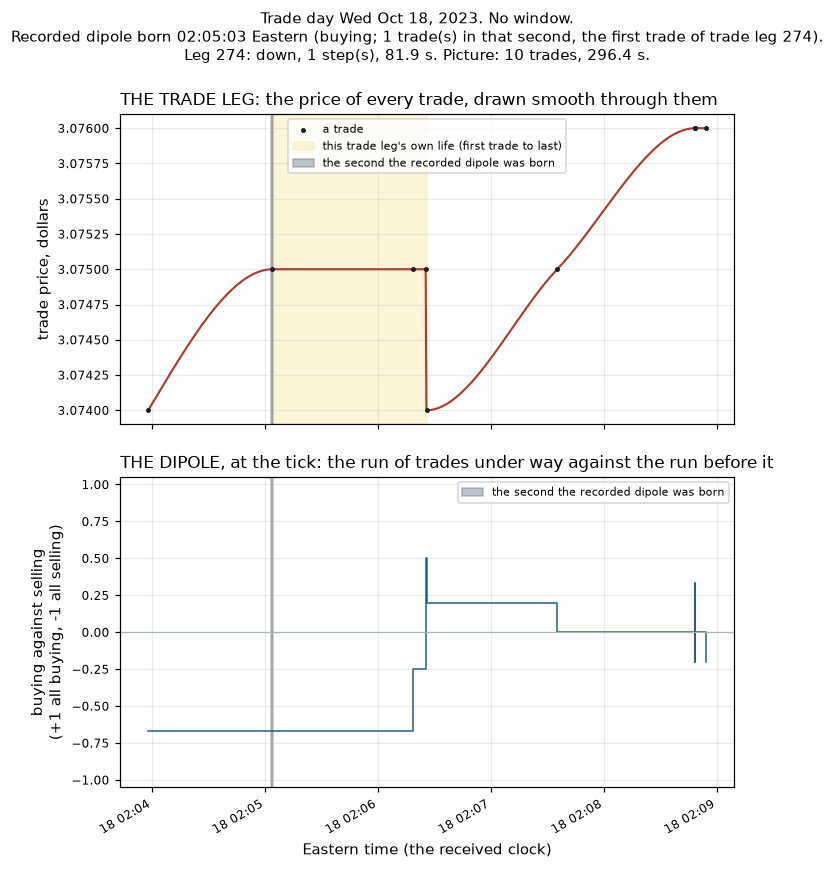 Trade day Wed Oct 18, 2023. No window.
Recorded dipole born 02:05:03 Eastern (buying; 1 trade(s) in that second, the first trade of trade leg 274).
Leg 274: down, 1 step(s), 81.9 s. Picture: 10 trades, 296.4 s.
THE TRADE LEG: the price of every trade, drawn smooth through them
a trade
this trade leg's own life (first trade to last)
the second the recorded dipole was born
3.07600
3.07575
3.07550
3.07525
3.07500
3.07475
3.07450
3.07425
3.07400
trade price, dollars
THE DIPOLE, at the tick: the run of trades under way against the run before it
the second the recorded dipole was born
1.00
0.75
0.50
0.25
0.00
−0.25
−0.50
−0.75
−1.00
buying against selling
(+1 all buying, -1 all selling)
18 02:04
18 02:05
18 02:06
18 02:07
18 02:08
18 02:09
Eastern time (the received clock)